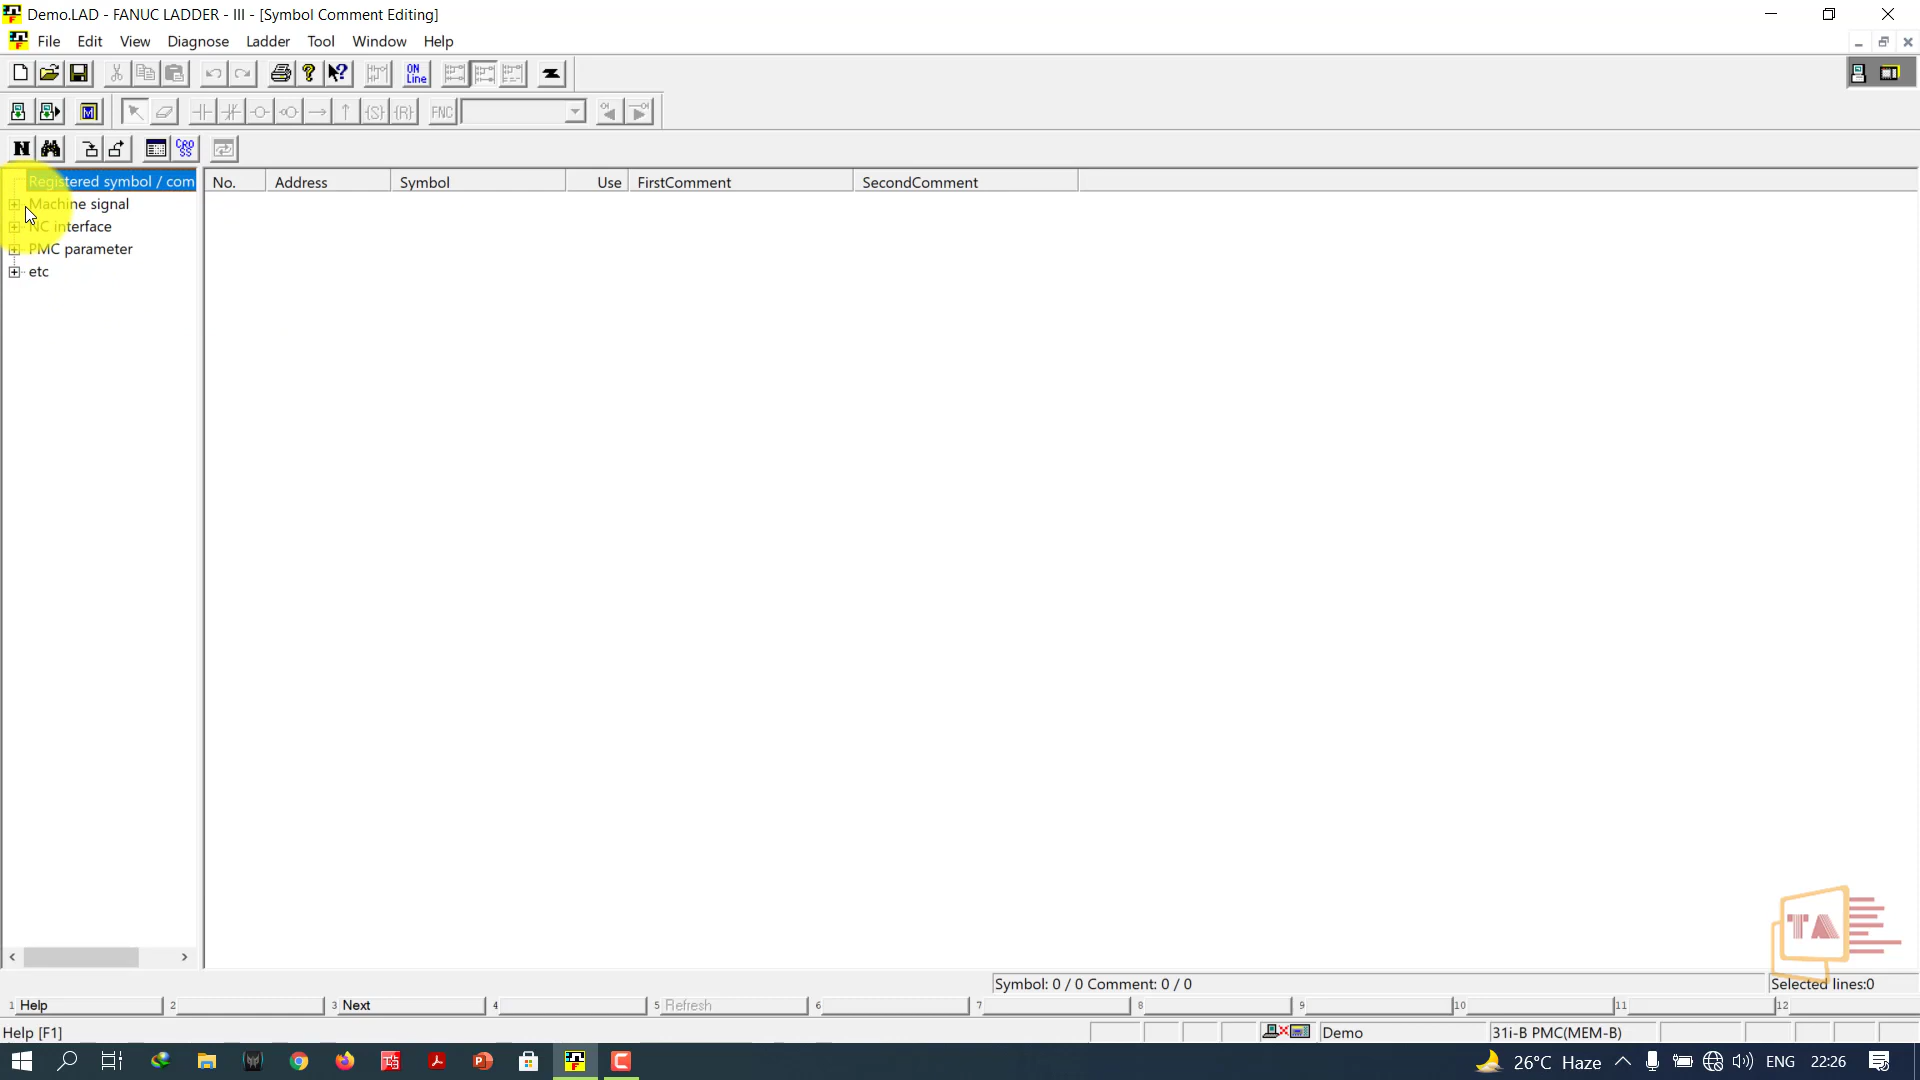 Demo.LAD - FANUC LADDER - III - [Symbol Comment Editing]
File Edit View Diagnose Ladder Tool Window Help
ON
Line
{S} {R} FNC
N CRO
SS
Registered symbol / com
Machine signal
NC interface
PMC parameter
etc
No. Address Symbol Use FirstComment SecondComment
TA
Symbol: 0 / 0 Comment: 0 / 0 Selected lines:0
1 Help 2 3 Next 4 5 Refresh 6 7 8 9 10 11 12
Help [F1] Demo 31i-B PMC(MEM-B)
26°C Haze ENG 22:26